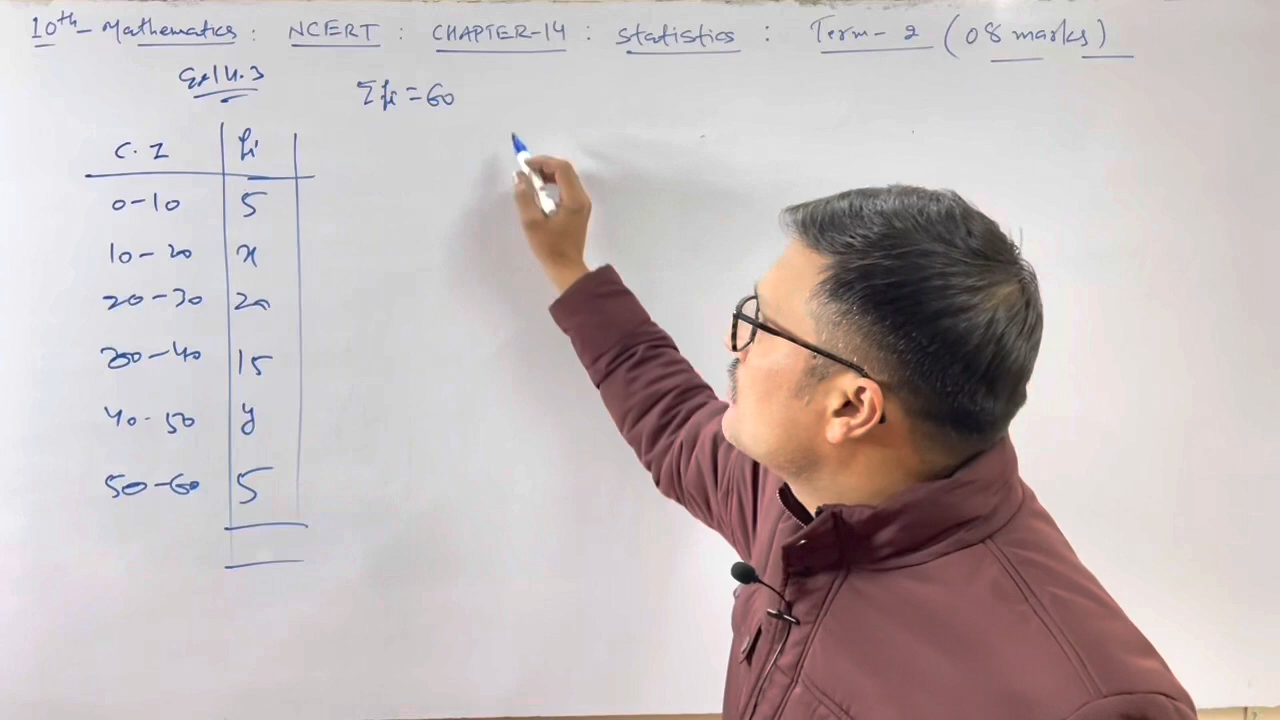 10th Mathematics : NCERT : CHAPTER-14 : Statistics : Term-2 (08 marks)
Ex 14.3
Σfi = 60
C.I fi
0-10 5
10-20 x
20-30 20
30-40 15
40-50 y
50-60 5